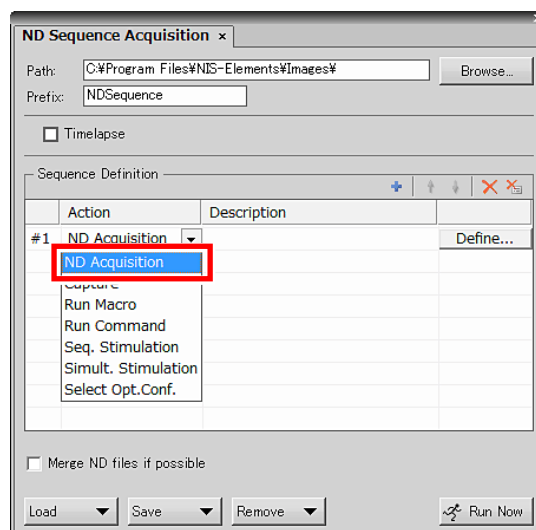 ND Sequence Acquisition ×
Path: C:¥Program Files¥NIS-Elements¥Images¥ Browse...
Prefix: NDSequence
Timelapse
Sequence Definition
Action Description
#1 ND Acquisition Define...
ND Acquisition
Capture
Run Macro
Run Command
Seq. Stimulation
Simult. Stimulation
Select Opt.Conf.
Merge ND files if possible
Load Save Remove Run Now